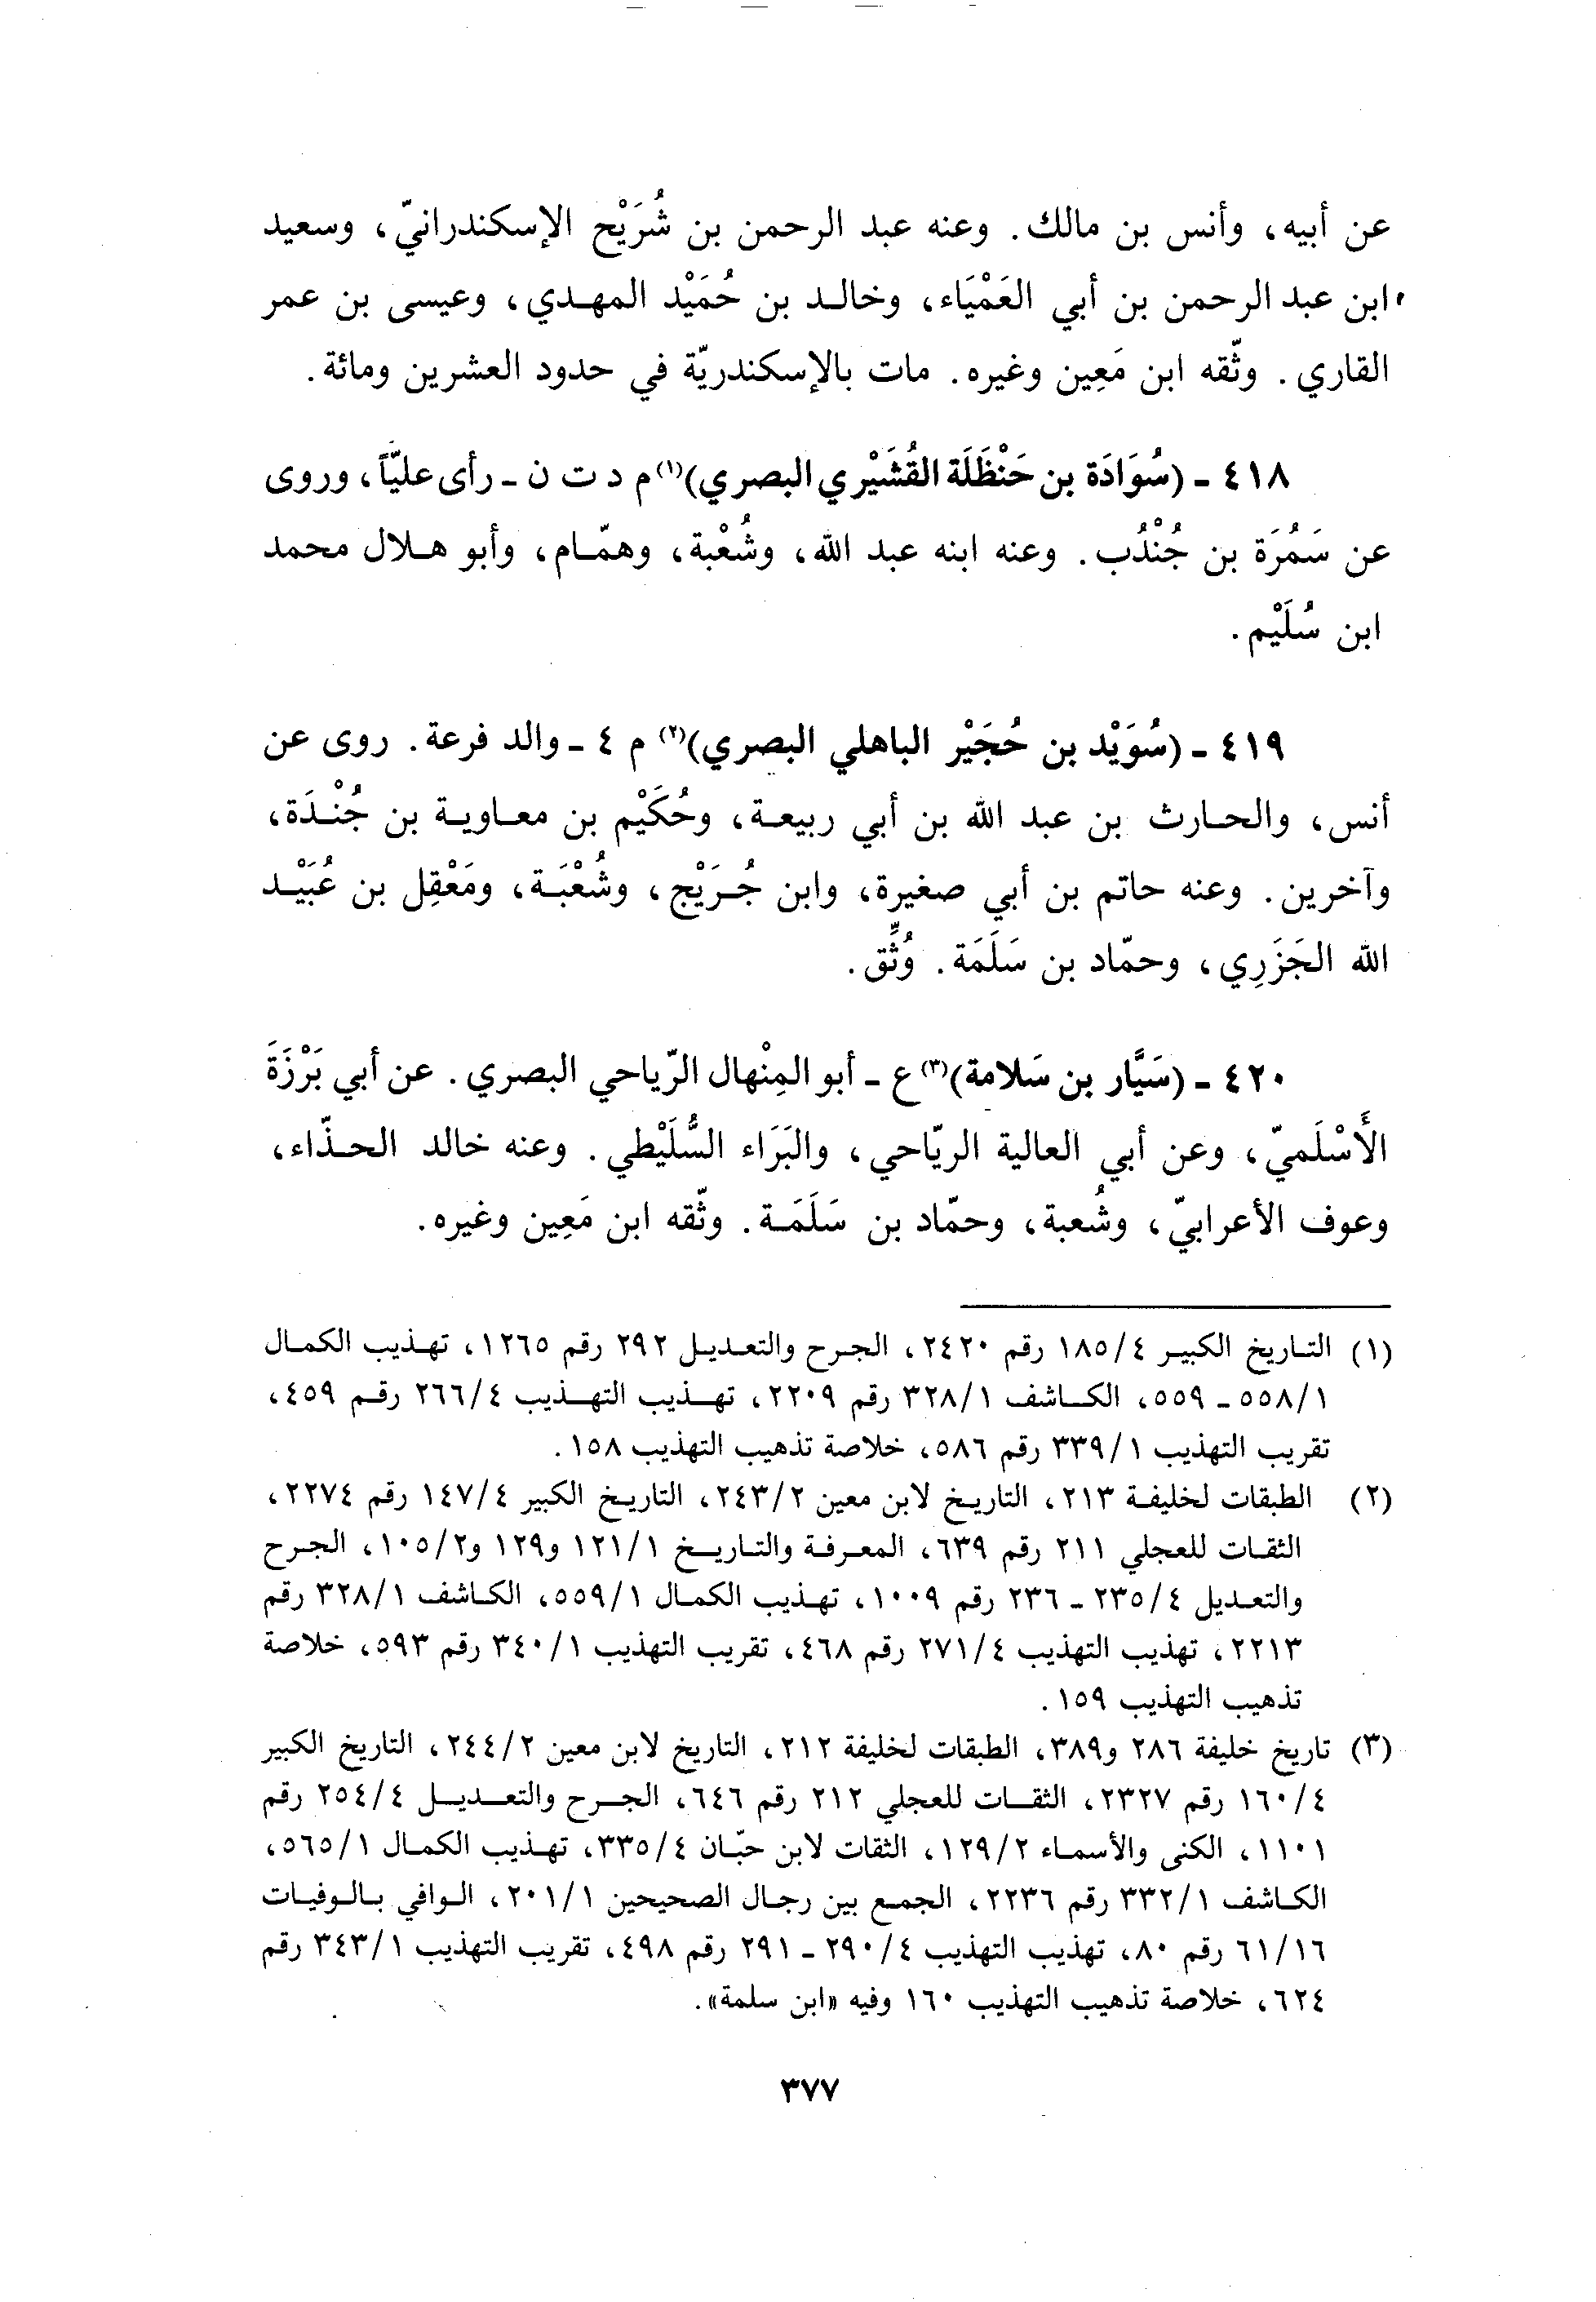 عن أبيه، وأنس بن مالك. وعنه عبد الرحمن بن شُرَيْح الإسكندرانيّ، وسعيد
ابن عبد الرحمن بن أبي العَمْيَاء، وخالد بن حُمَيْد المهدي، وعيسى بن عمر
القاري. وثّقه ابن مَعِين وغيره. مات بالإسكندريّة في حدود العشرين ومائة.
٤١٨ - (سُوَادَة بن حَنْظَلَة القُشَيْري البصري)(١) م د ت ن - رأى عليّاً، وروى
عن سَمُرَة بن جُنْدُب. وعنه ابنه عبد الله، وشُعْبة، وهمّام، وأبو هلال محمد
ابن سُلَيْم.
٤١٩ - (سُوَيْد بن حُجَيْر الباهلي البصري)(٢) م ٤ - والد فرعة. روى عن
أنس، والحارث بن عبد الله بن أبي ربيعة، وحُكَيْم بن معاوية بن جُنْدَة،
وآخرين. وعنه حاتم بن أبي صغيرة، وابن جُرَيْج، وشُعْبَة، ومَعْقِل بن عُبَيْد
الله الجَزَرِي، وحمّاد بن سَلَمَة. وُثِّق.
٤٢٠ - (سَيَّار بن سَلامة)(٣) ع - أبو المِنْهال الرّياحي البصري. عن أبي بَرْزَةَ
الأَسْلَميّ، وعن أبي العالية الريّاحي، والبَرَاء السُّلَيْطي. وعنه خالد الحذّاء،
وعوف الأعرابيّ، وشُعبة، وحمّاد بن سَلَمَة. وثّقه ابن مَعِين وغيره.
(١) التاريخ الكبير ١٨٥/٤ رقم ٢٤٢٠، الجرح والتعديل ٢٩٢ رقم ١٢٦٥، تهذيب الكمال
٥٥٨/١ - ٥٥٩، الكاشف ٣٢٨/١ رقم ٢٢٠٩، تهذيب التهذيب ٢٦٦/٤ رقم ٤٥٩،
تقريب التهذيب ٣٣٩/١ رقم ٥٨٦، خلاصة تذهيب التهذيب ١٥٨.
(٢) الطبقات لخليفة ٢١٣، التاريخ لابن معين ٢٤٣/٢، التاريخ الكبير ١٤٧/٤ رقم ٢٢٧٤،
الثقات للعجلي ٢١١ رقم ٦٣٩، المعرفة والتاريخ ١٢١/١ و١٢٩ و١٠٥/٢، الجرح
والتعديل ٢٣٥/٤ - ٢٣٦ رقم ١٠٠٩، تهذيب الكمال ٥٥٩/١، الكاشف ٣٢٨/١ رقم
٢٢١٣، تهذيب التهذيب ٢٧١/٤ رقم ٤٦٨، تقريب التهذيب ٣٤٠/١ رقم ٥٩٣، خلاصة
تذهيب التهذيب ١٥٩.
(٣) تاريخ خليفة ٢٨٦ و٣٨٩، الطبقات لخليفة ٢١٢، التاريخ لابن معين ٢٤٤/٢، التاريخ الكبير
١٦٠/٤ رقم ٢٣٢٧، الثقات للعجلي ٢١٢ رقم ٦٤٦، الجرح والتعديل ٢٥٤/٤ رقم
١١٠١، الكنى والأسماء ١٢٩/٢، الثقات لابن حبّان ٣٣٥/٤، تهذيب الكمال ٥٦٥/١،
الكاشف ٣٣٢/١ رقم ٢٢٣٦، الجمع بين رجال الصحيحين ٢٠١/١، الوافي بالوفيات
٦١/١٦ رقم ٨٠، تهذيب التهذيب ٢٩٠/٤ - ٢٩١ رقم ٤٩٨، تقريب التهذيب ٣٤٣/١ رقم
٦٢٤، خلاصة تذهيب التهذيب ١٦٠ وفيه «ابن سلمة».
٣٧٧